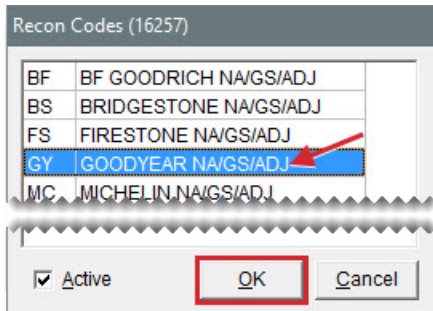 Recon Codes (16257)
BF BF GOODRICH NA/GS/ADJ
BS BRIDGESTONE NA/GS/ADJ
FS FIRESTONE NA/GS/ADJ
GY GOODYEAR NA/GS/ADJ
MC MICHELIN NA/GS/ADJ
Active OK Cancel